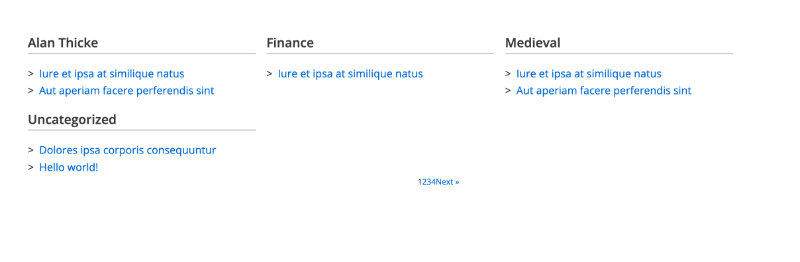 Alan Thicke
> Iure et ipsa at similique natus
> Aut aperiam facere perferendis sint
Finance
> Iure et ipsa at similique natus
Medieval
> Iure et ipsa at similique natus
> Aut aperiam facere perferendis sint
Uncategorized
> Dolores ipsa corporis consequuntur
> Hello world!
1234Next »